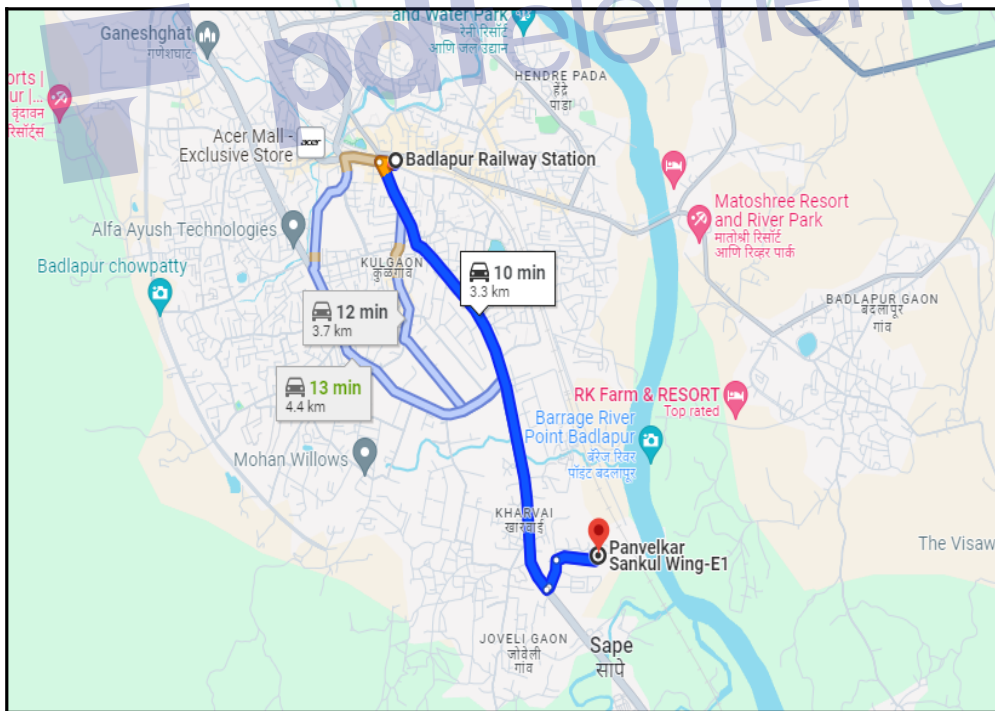 pdfelement
and Water Park
रेनी रिसॉर्ट
आणि जल उद्यान
Ganeshghat
गणेशघाट
HENDRE PADA
हेंद्रे
पाडा
orts |
ur |...
वृंदावन
रिसॉर्ट्स
Acer Mall -
Exclusive Store
acer
Badlapur Railway Station
Matoshree Resort
and River Park
मातोश्री रिसॉर्ट
आणि रिव्हर पार्क
Alfa Ayush Technologies
Badlapur chowpatty
KULGAON
कुळगांव
10 min
3.3 km
12 min
3.7 km
BADLAPUR GAON
बदलापूर
गांव
13 min
4.4 km
RK Farm & RESORT
Top rated
Barrage River
Point Badlapur
बॅरेज रिवर
पॉइंट बदलापूर
Mohan Willows
KHARVAI
खारवाई
Panvelkar
Sankul Wing-E1
The Visaw
JOVELI GAON
जोवेली
गांव
Sape
सापे